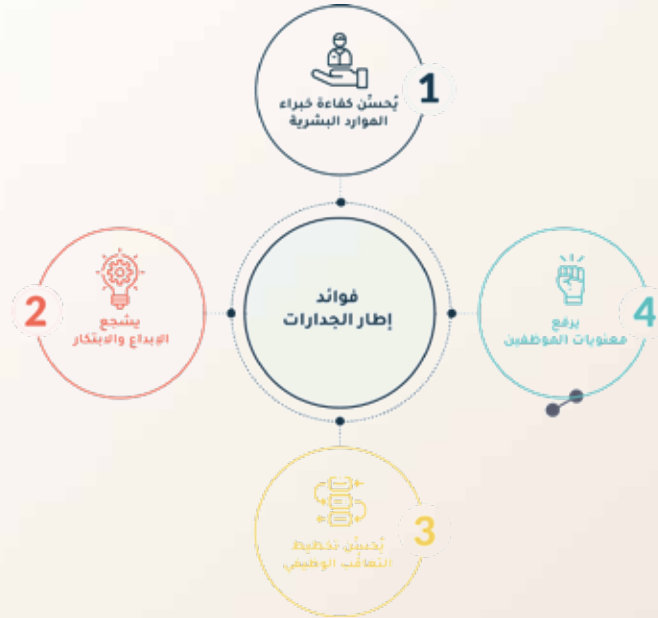 1
يُحسِّن كفاءة خبراء
الموارد البشرية
فوائد
إطار الجدارات
2
يشجع
الإبداع والابتكار
3
يُحسِّن تخطيط
التعاقب الوظيفي
4
يرفع
معنويات الموظفين